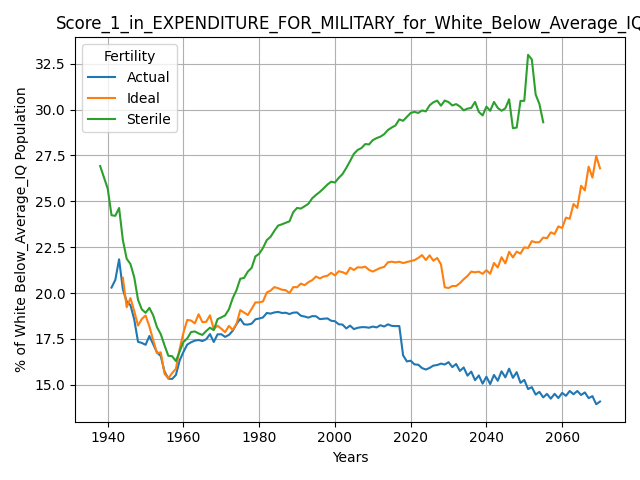 Score_1_in_EXPENDITURE_FOR_MILITARY_for_White_Below_Average_IQ
Fertility
Actual
Ideal
Sterile
% of White Below_Average_IQ Population
32.5
30.0
27.5
25.0
22.5
20.0
17.5
15.0
1940
1960
1980
2000
2020
2040
2060
Years